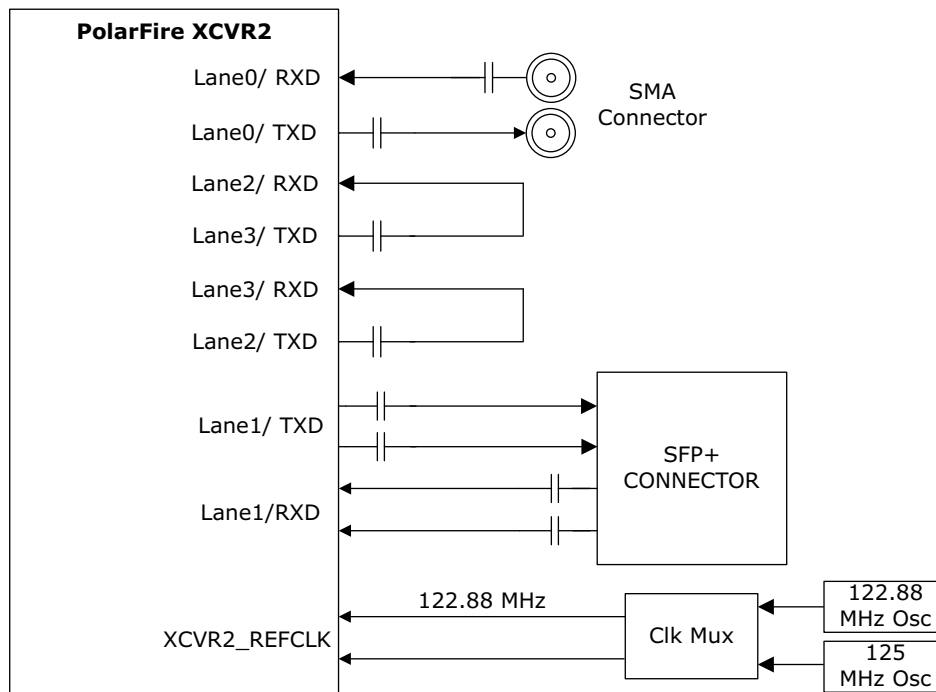 PolarFire XCVR2
Lane0/ RXD
SMA
Connector
Lane0/ TXD
Lane2/ RXD
Lane3/ TXD
Lane3/ RXD
Lane2/ TXD
Lane1/ TXD
SFP+
CONNECTOR
Lane1/RXD
122.88 MHz
122.88
MHz Osc
XCVR2_REFCLK
Clk Mux
125
MHz Osc